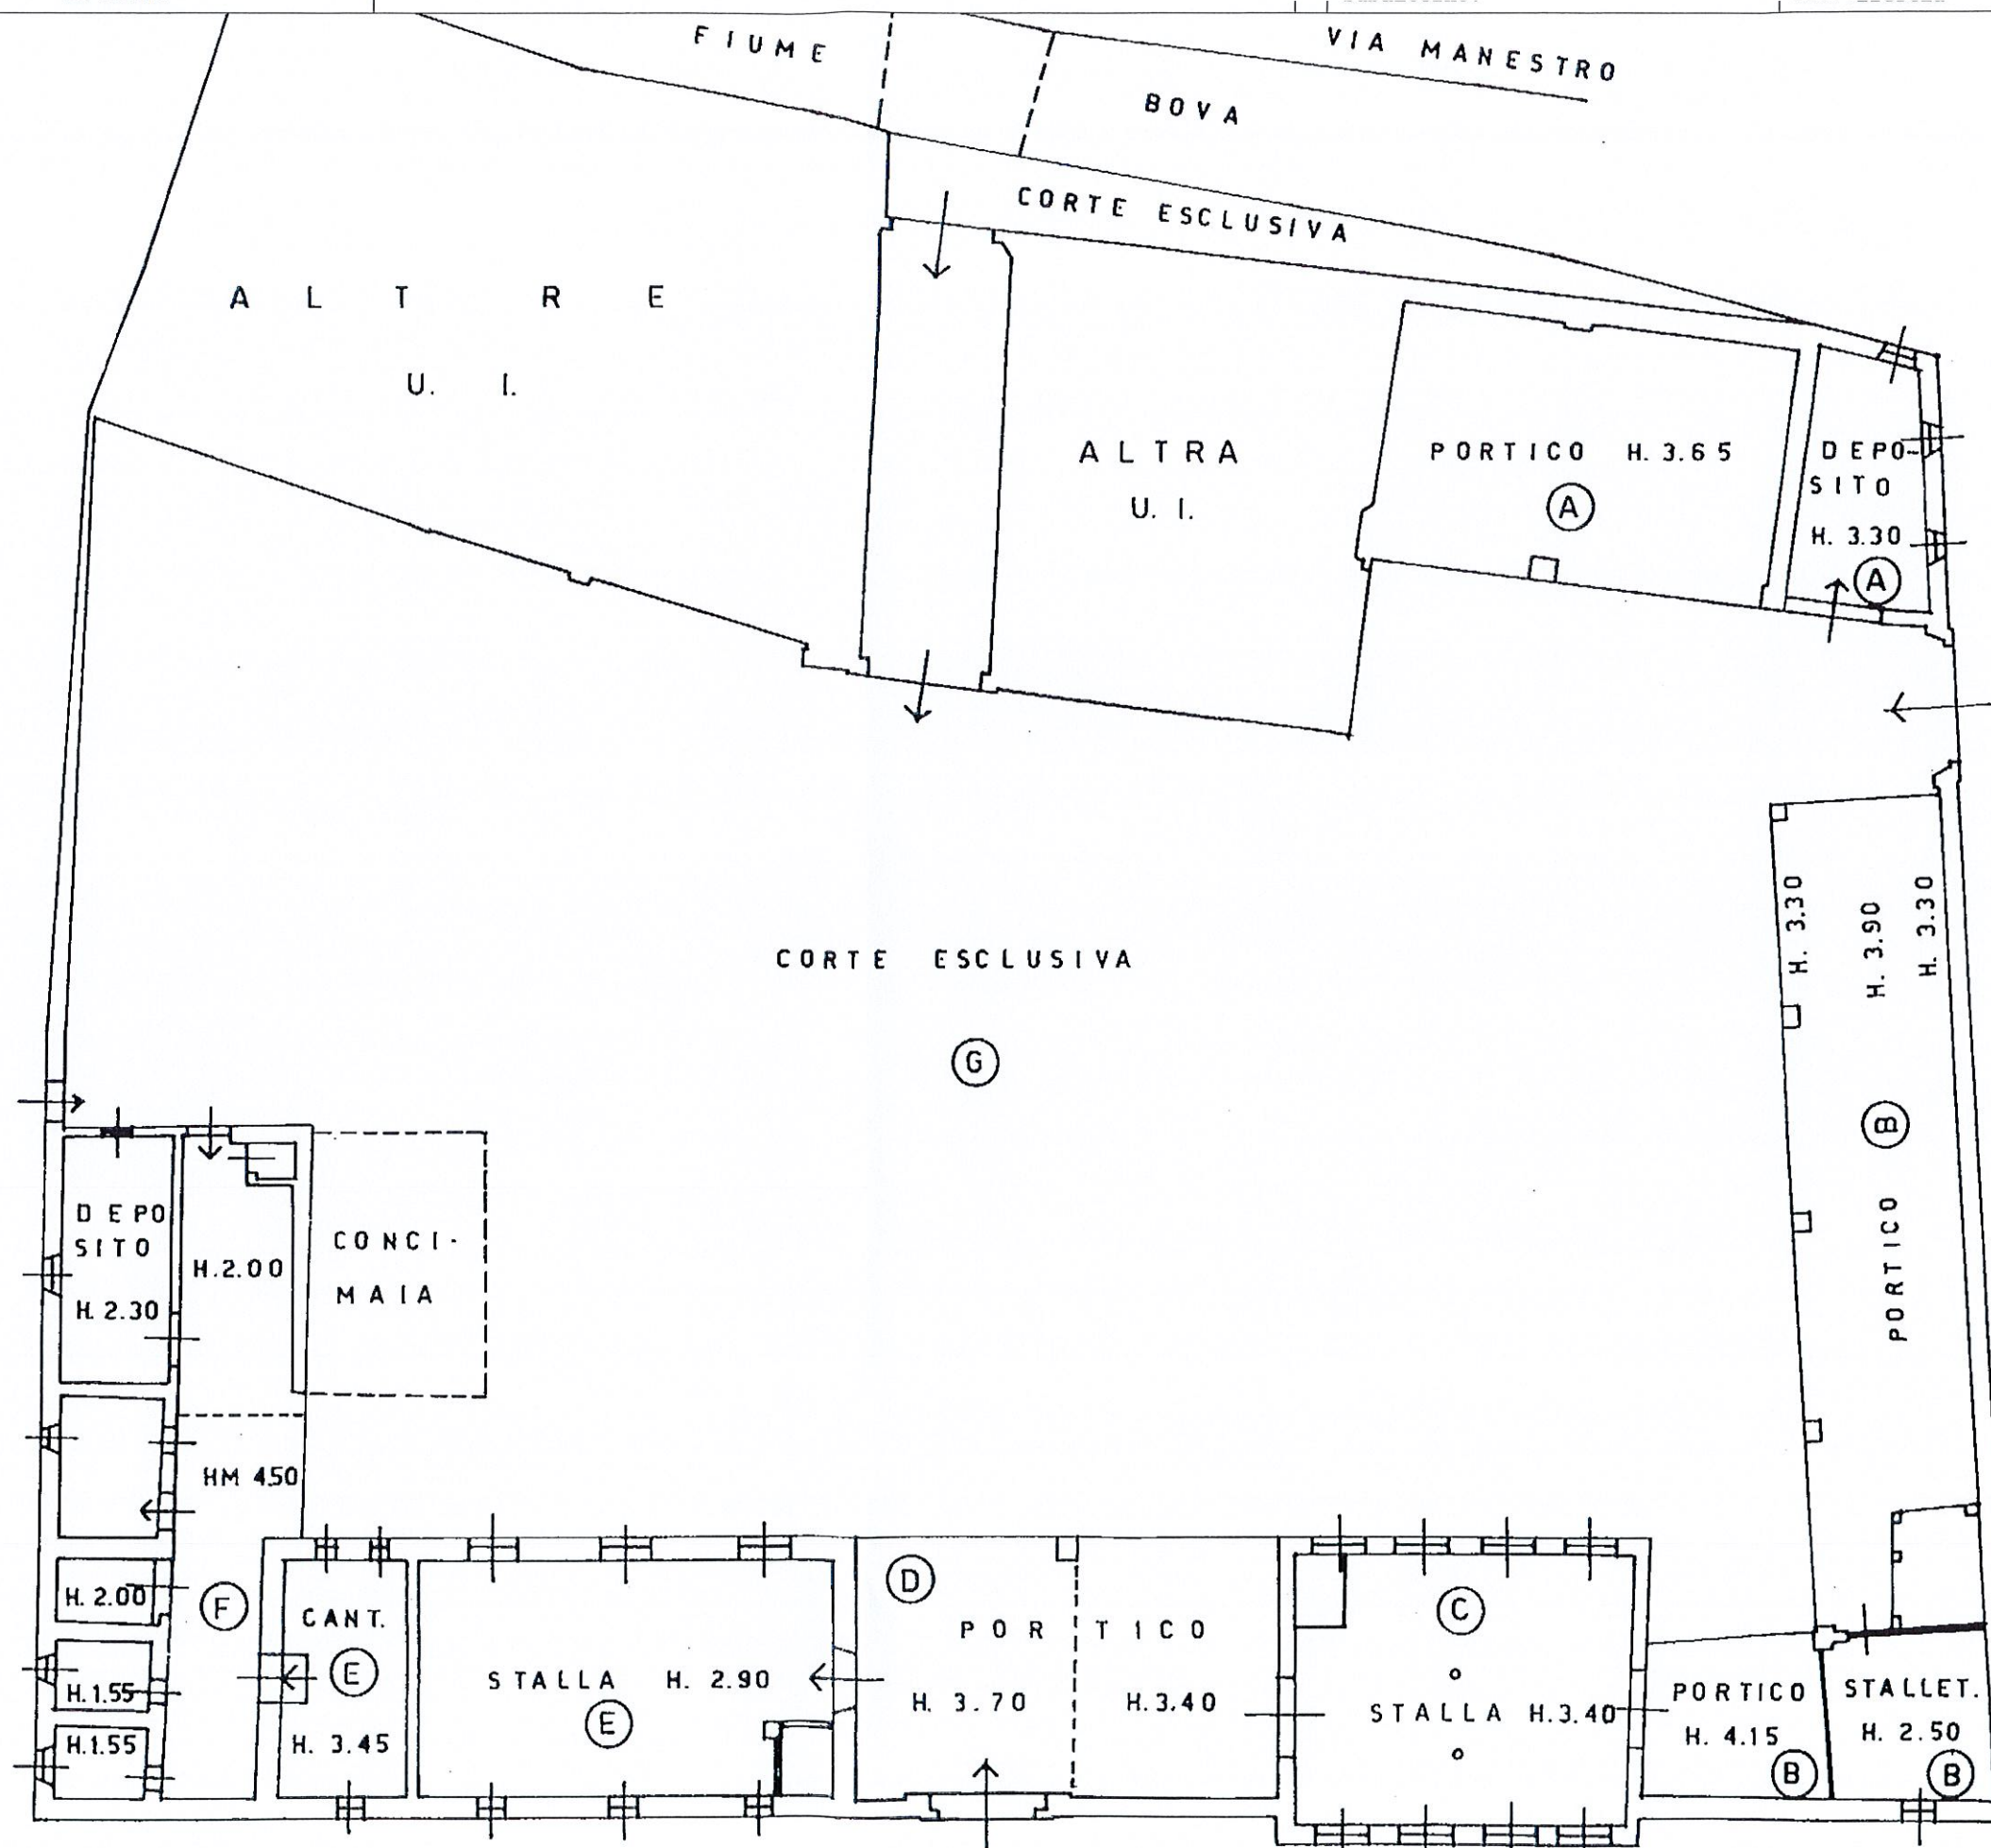 FIUME
VIA MANESTRO
BOVA
CORTE ESCLUSIVA
ALTRE
U. I.
ALTRA
U. I.
PORTICO H. 3.65
A
DEPO-
SITO
H. 3.30
A
CORTE ESCLUSIVA
G
H. 3.30
H. 3.90
H. 3.30
PORTICO B
DEPO
SITO
H. 2.30
H. 2.00
CONCI-
MAIA
HM 4.50
H. 2.00
H. 1.55
H. 1.55
F
CANT.
E
H. 3.45
STALLA H. 2.90
E
D
PORTICO
H. 3.70
H. 3.40
C
STALLA H. 3.40
PORTICO
H. 4.15
B
STALLET.
H. 2.50
B